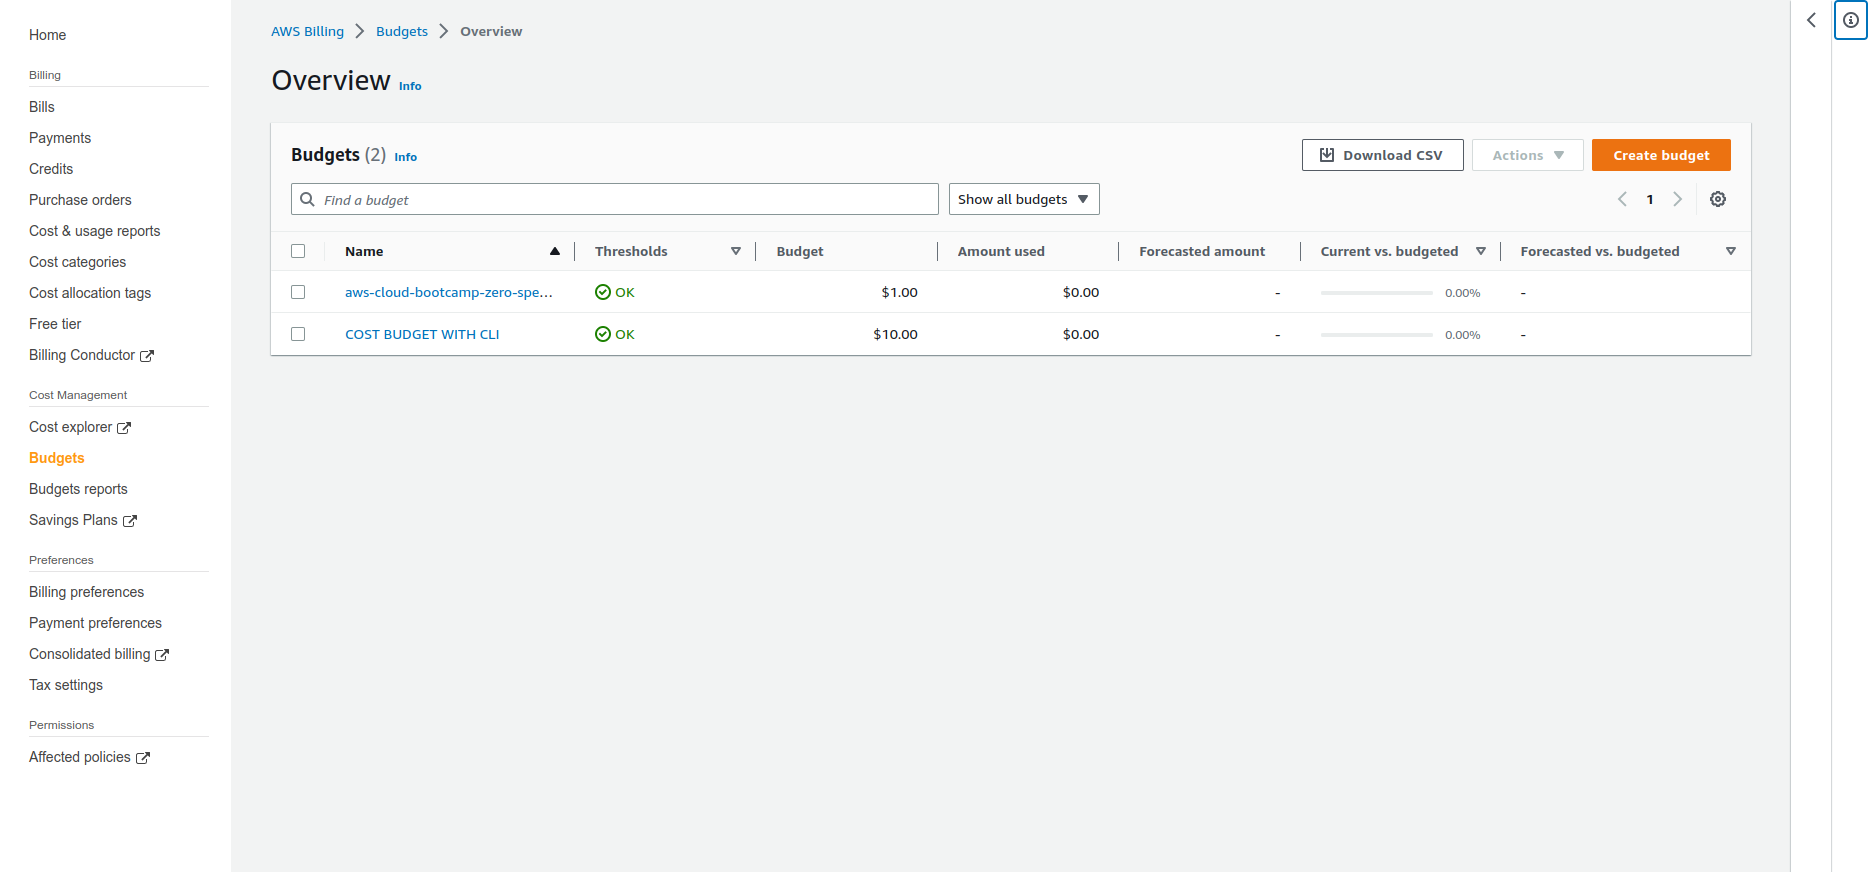 Home
Billing
Bills
Payments
Credits
Purchase orders
Cost & usage reports
Cost categories
Cost allocation tags
Free tier
Billing Conductor
Cost Management
Cost explorer
Budgets
Budgets reports
Savings Plans
Preferences
Billing preferences
Payment preferences
Consolidated billing
Tax settings
Permissions
Affected policies
AWS Billing Budgets Overview
Overview Info
Budgets (2) Info
Download CSV Actions Create budget
Find a budget Show all budgets 1
Name Thresholds Budget Amount used Forecasted amount Current vs. budgeted Forecasted vs. budgeted
aws-cloud-bootcamp-zero-spe... OK $1.00 $0.00 - 0.00% -
COST BUDGET WITH CLI OK $10.00 $0.00 - 0.00% -